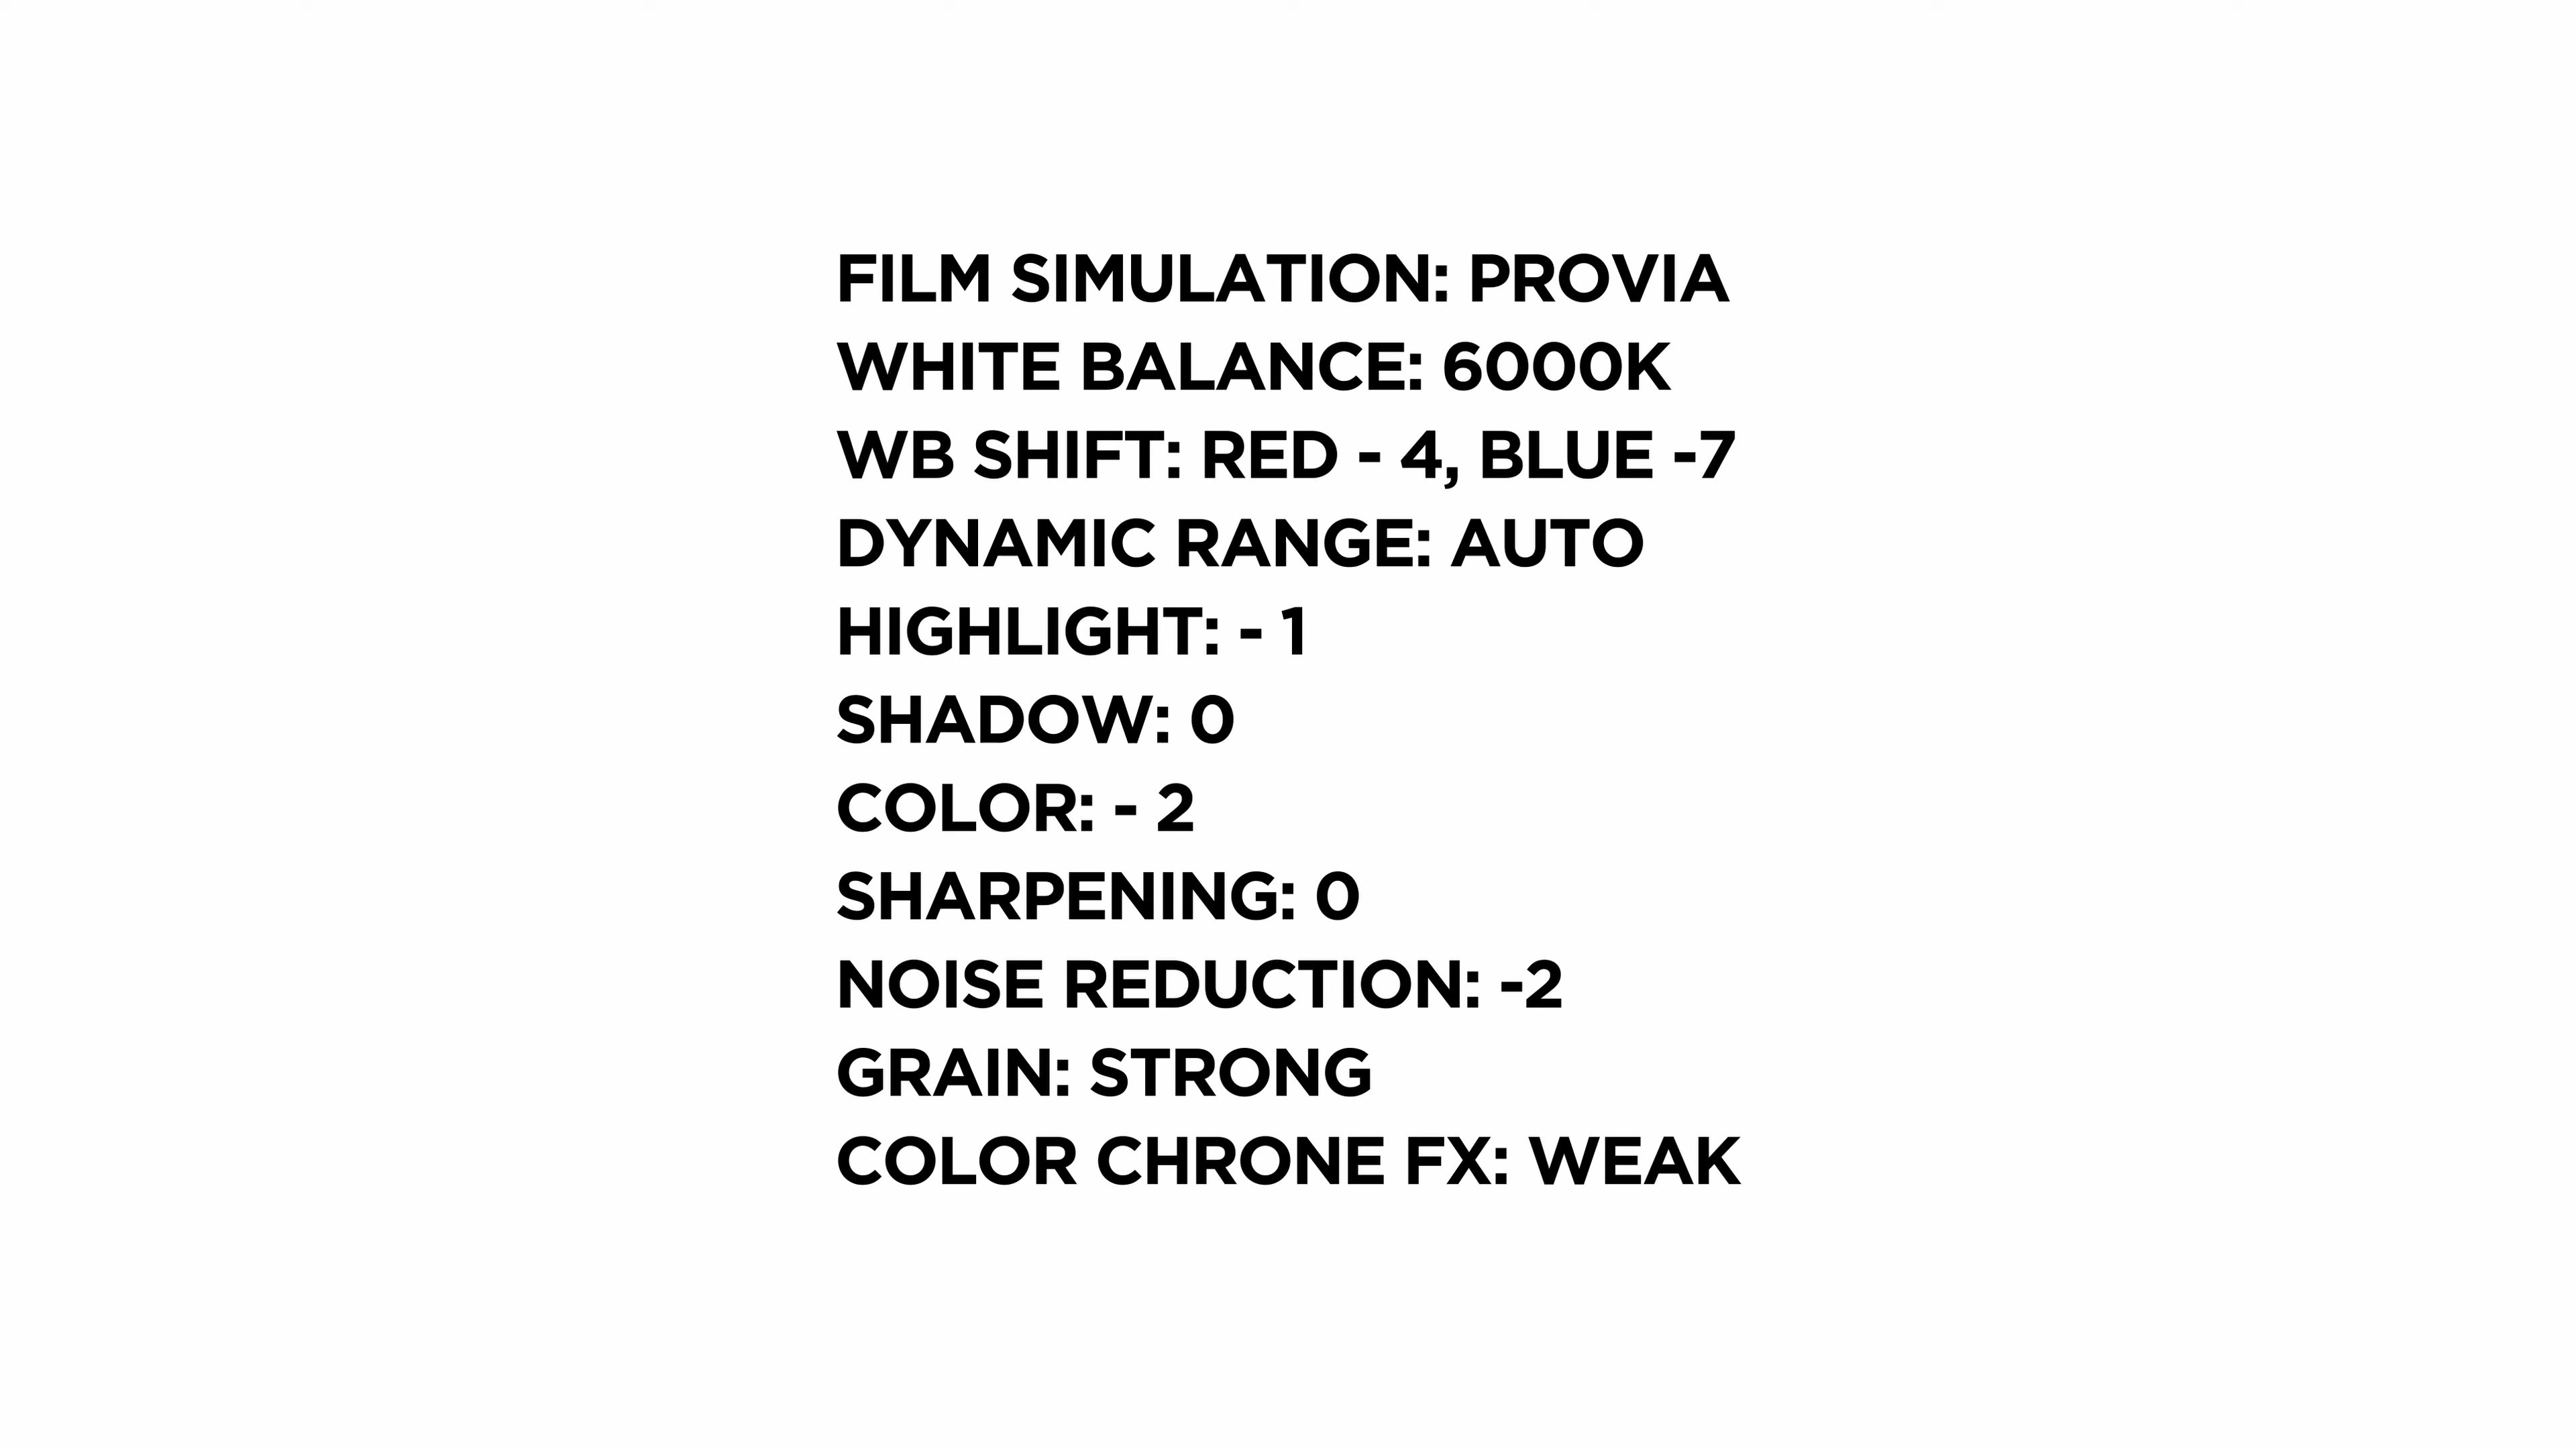 FILM SIMULATION: PROVIA
WHITE BALANCE: 6000K
WB SHIFT: RED - 4, BLUE -7
DYNAMIC RANGE: AUTO
HIGHLIGHT: - 1
SHADOW: 0
COLOR: - 2
SHARPENING: 0
NOISE REDUCTION: -2
GRAIN: STRONG
COLOR CHRONE FX: WEAK